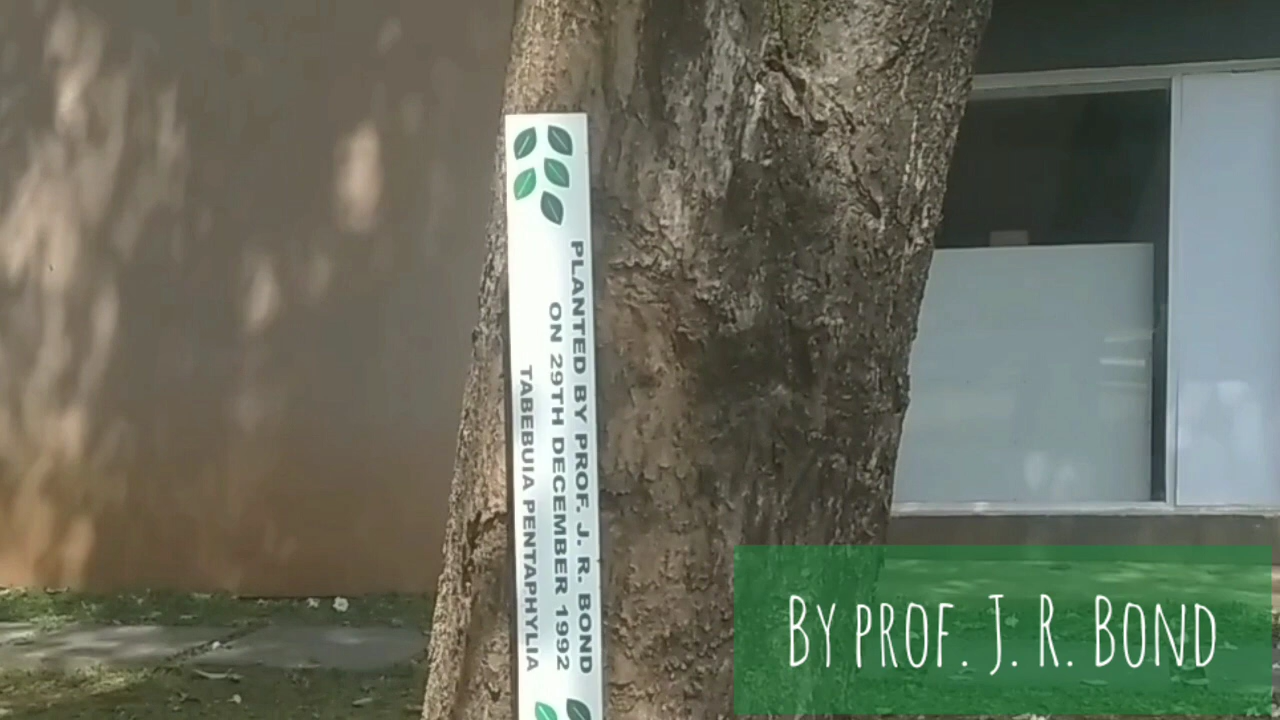 PLANTED BY PROF. J. R. BOND
ON 29TH DECEMBER 1992
TABEBUIA PENTAPHYLIA
By prof. J. R. Bond